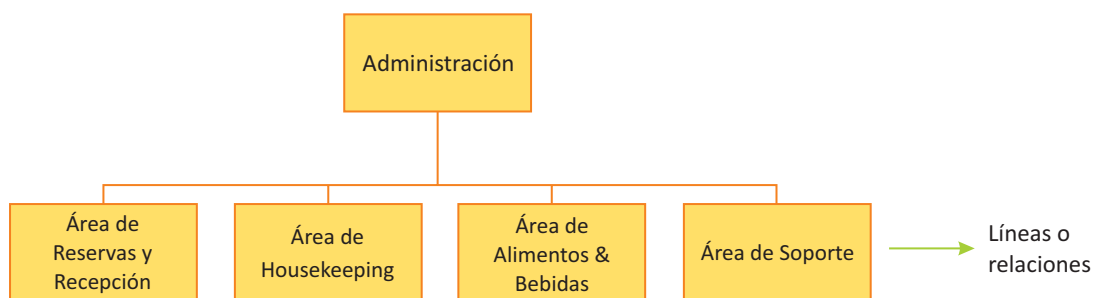 Administración
Área de
Reservas y
Recepción
Área de
Housekeeping
Área de
Alimentos &
Bebidas
Área de Soporte
Líneas o
relaciones